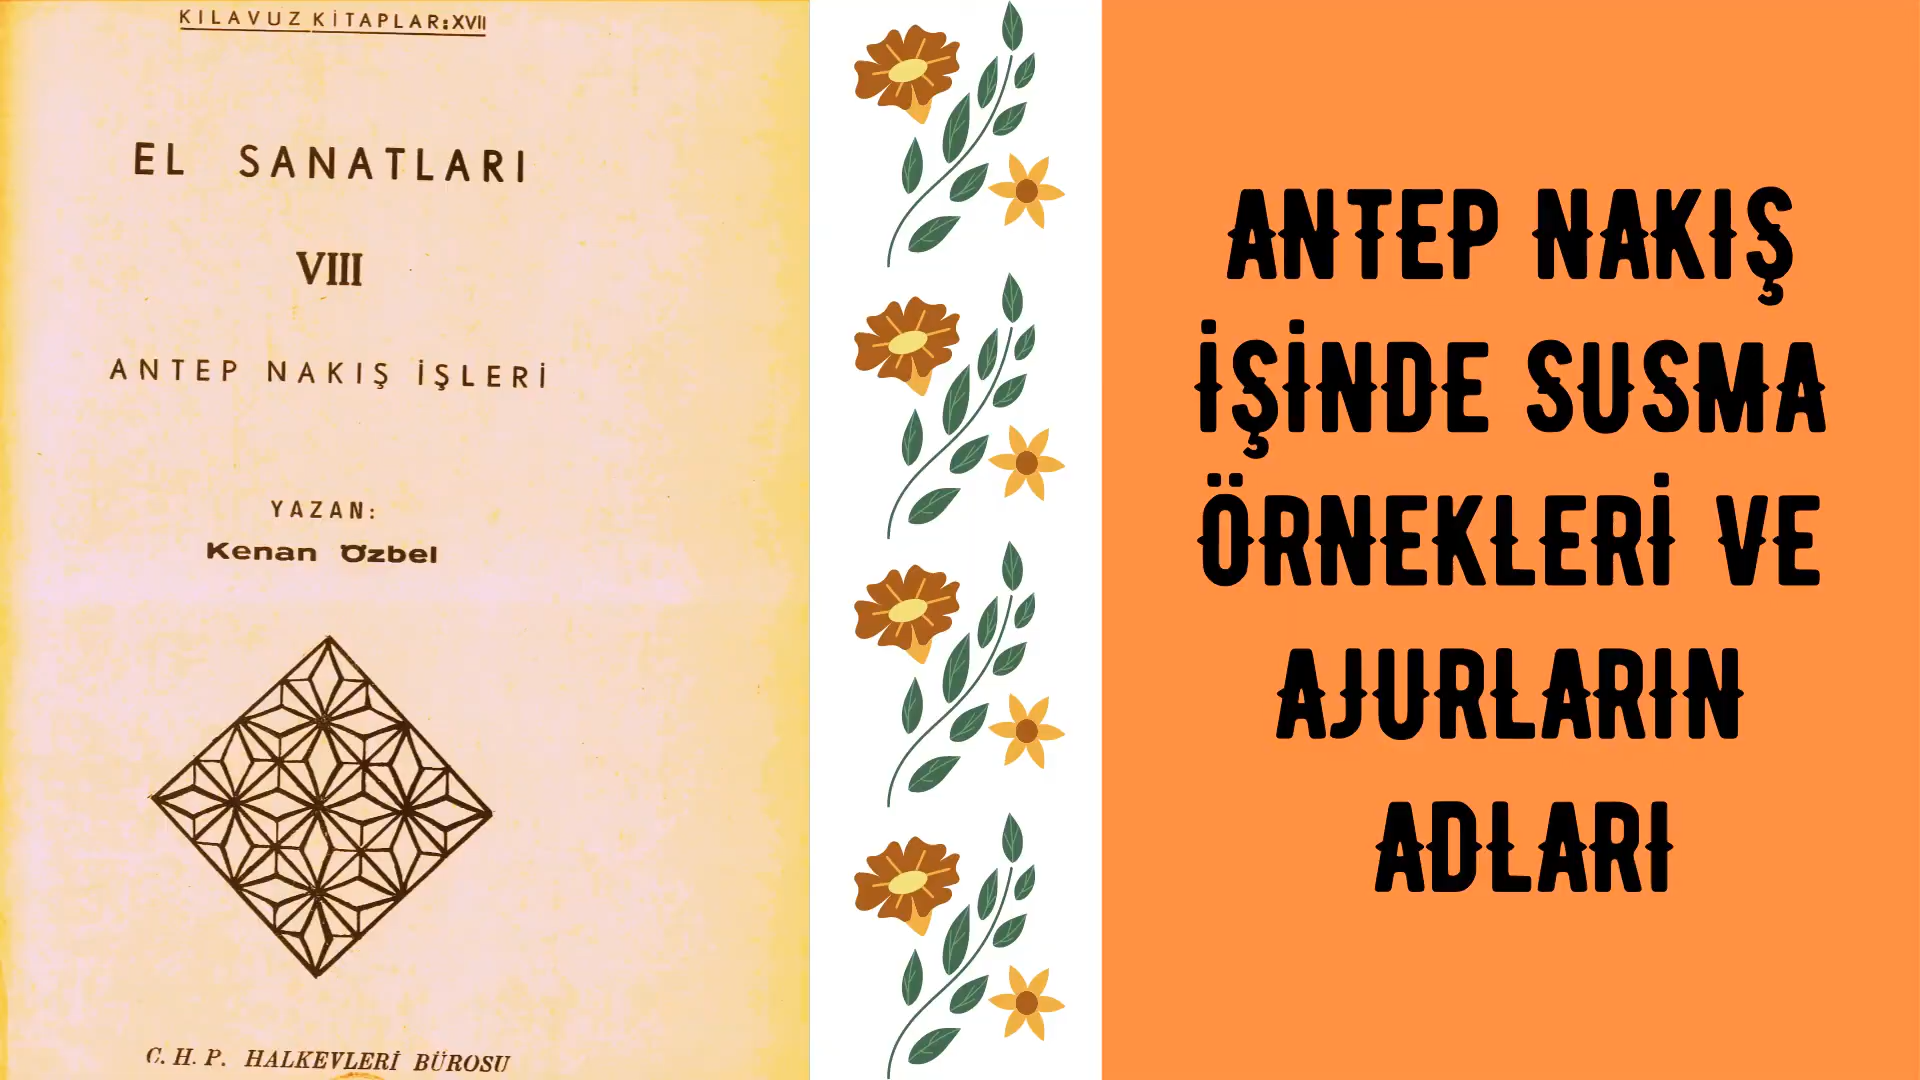 KILAVUZ KİTAPLAR:XVII
EL SANATLARI
VIII
ANTEP NAKIŞ İŞLERİ
YAZAN:
Kenan Özbel
C. H. P. HALKEVLERİ BÜROSU
ANTEP NAKIŞ
İŞİNDE SUSMA
ÖRNEKLERİ VE
AJURLARIN
ADLARI